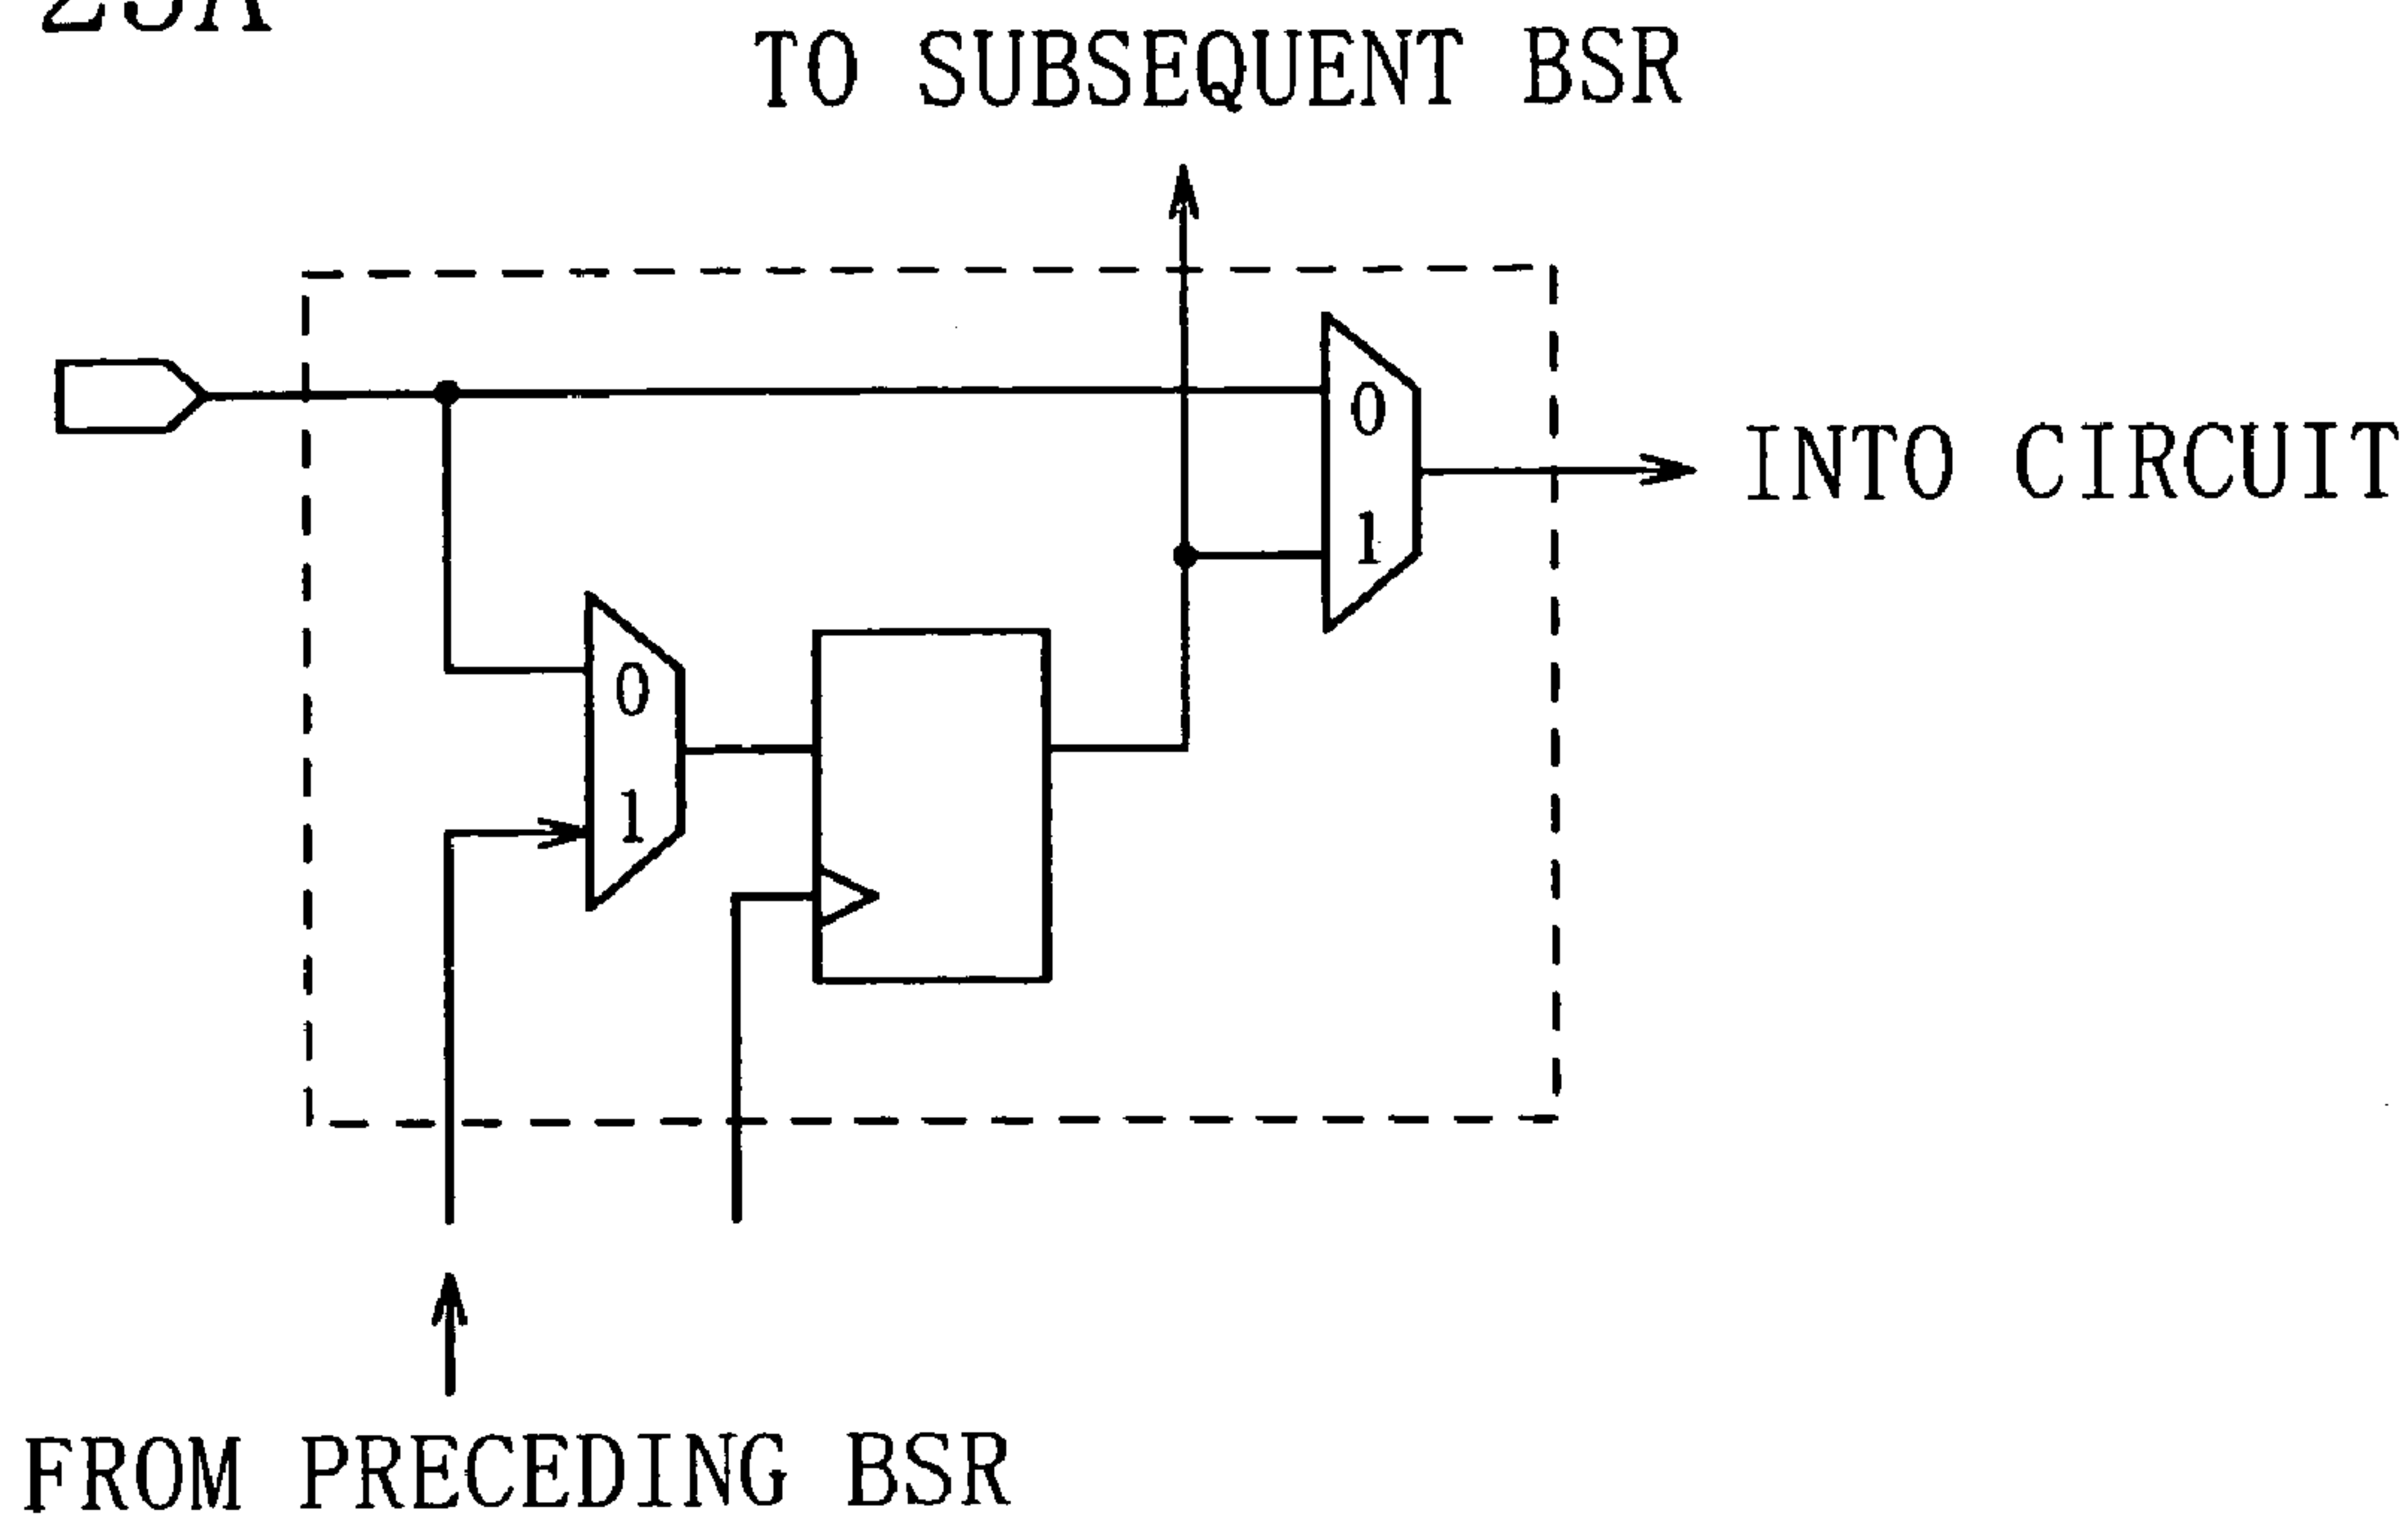 TO SUBSEQUENT BSR
0
INTO CIRCUIT
1
0
1
FROM PRECEDING BSR